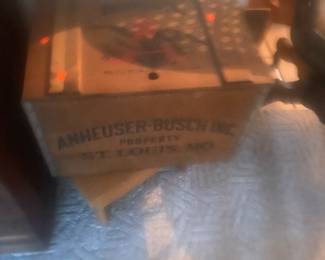 ANHEUSER-BUSCH INC.
PROPERTY
ST. LOUIS, MO.